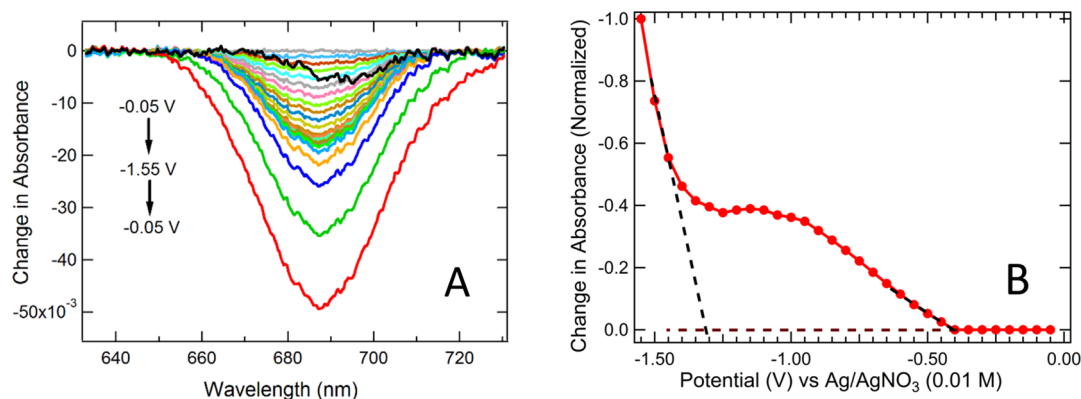 Change in Absorbance
0
-10
-20
-30
-40
-50x10⁻³
-0.05 V
-1.55 V
-0.05 V
A
640
660
680
700
720
Wavelength (nm)
Change in Absorbance (Normalized)
-1.0
-0.8
-0.6
-0.4
-0.2
0.0
B
-1.50
-1.00
-0.50
0.00
Potential (V) vs Ag/AgNO₃ (0.01 M)